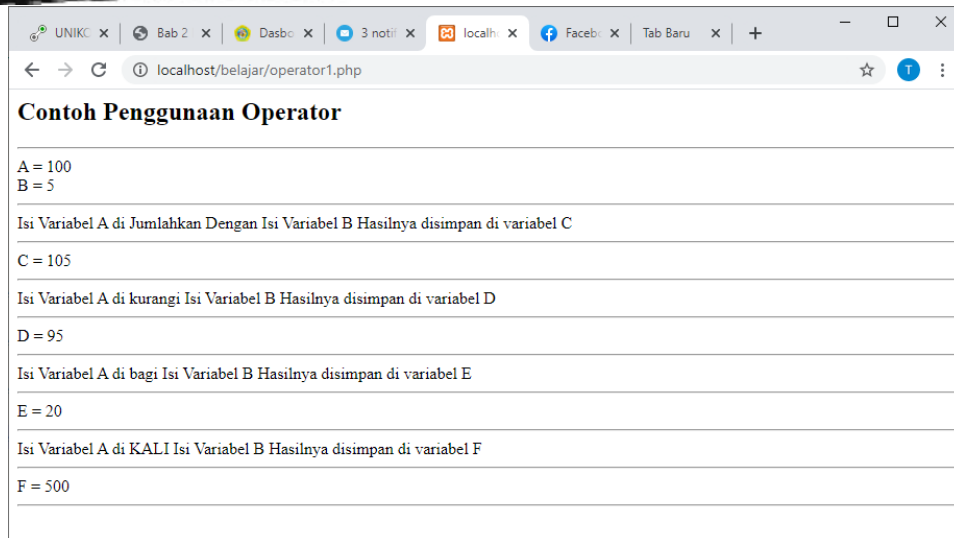 UNIKC Bab 2 Dasbo 3 notif localh Facebo Tab Baru
localhost/belajar/operator1.php T
Contoh Penggunaan Operator
A = 100
B = 5
Isi Variabel A di Jumlahkan Dengan Isi Variabel B Hasilnya disimpan di variabel C
C = 105
Isi Variabel A di kurangi Isi Variabel B Hasilnya disimpan di variabel D
D = 95
Isi Variabel A di bagi Isi Variabel B Hasilnya disimpan di variabel E
E = 20
Isi Variabel A di KALI Isi Variabel B Hasilnya disimpan di variabel F
F = 500